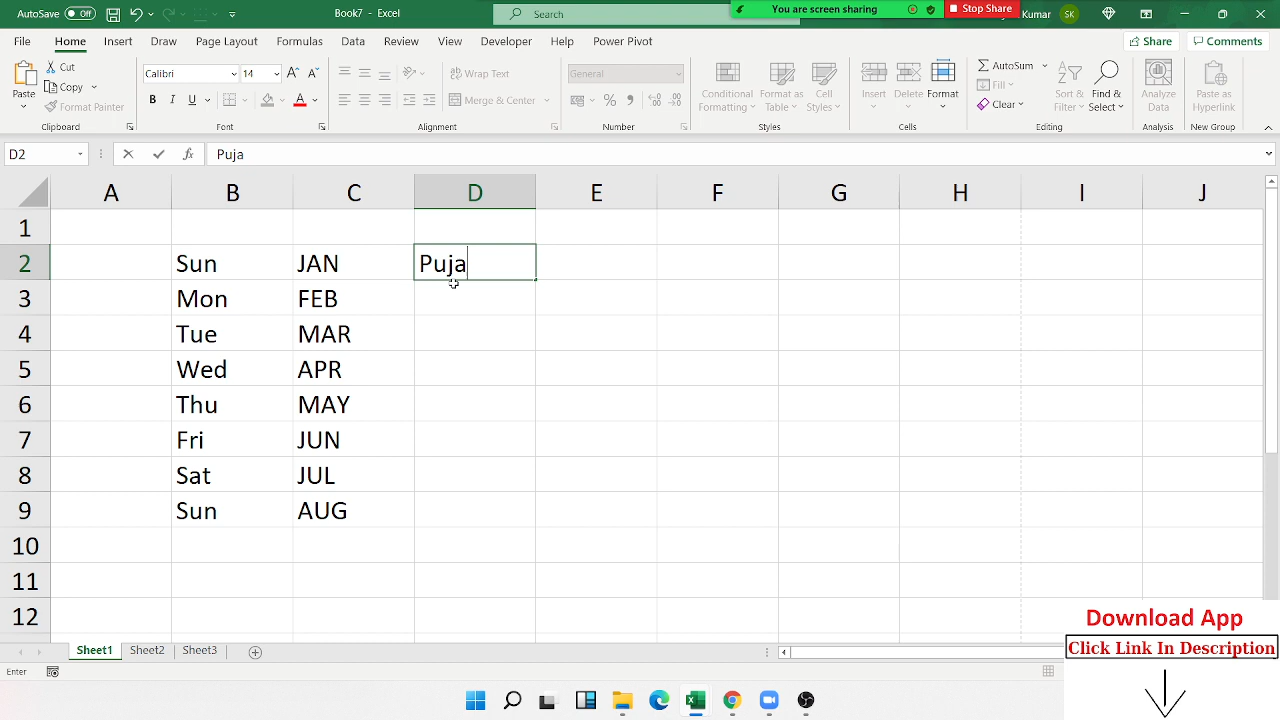 AutoSave Off Book7 - Excel Search You are screen sharing Stop Share Kumar SK
File Home Insert Draw Page Layout Formulas Data Review View Developer Help Power Pivot Share Comments
Paste Cut Copy Format Painter
Calibri 14
B I U
Wrap Text
Merge & Center
General
Conditional Formatting Format as Table Cell Styles
Insert Delete Format
AutoSum Fill Clear
Sort & Filter Find & Select
Analyze Data
Paste as Hyperlink
Clipboard Font Alignment Number Styles Cells Editing Analysis New Group
D2 fx Puja
A B C D E F G H I J
1
2 Sun JAN Puja
3 Mon FEB
4 Tue MAR
5 Wed APR
6 Thu MAY
7 Fri JUN
8 Sat JUL
9 Sun AUG
10
11
12
Download App
Click Link In Description
Sheet1 Sheet2 Sheet3
Enter